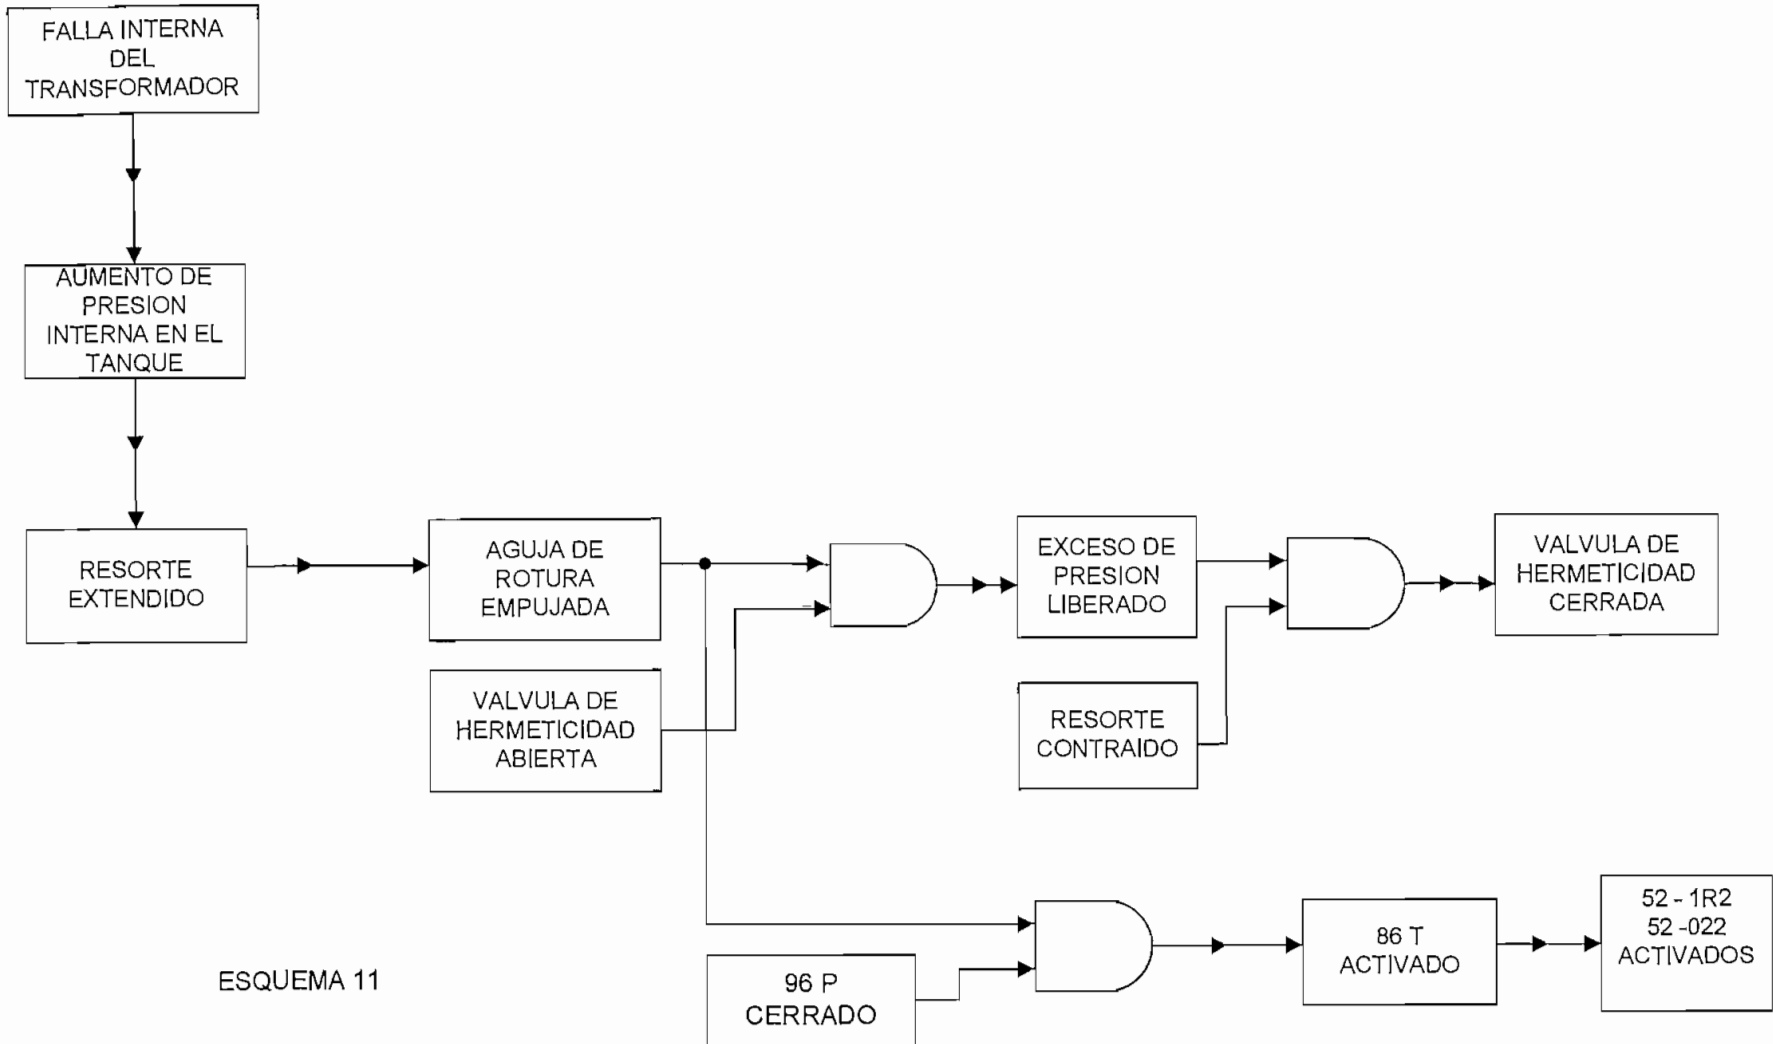 FALLA INTERNA
DEL
TRANSFORMADOR
AUMENTO DE
PRESION
INTERNA EN EL
TANQUE
RESORTE
EXTENDIDO
AGUJA DE
ROTURA
EMPUJADA
VALVULA DE
HERMETICIDAD
ABIERTA
EXCESO DE
PRESION
LIBERADO
RESORTE
CONTRAIDO
VALVULA DE
HERMETICIDAD
CERRADA
96 P
CERRADO
86 T
ACTIVADO
52 - 1R2
52 -022
ACTIVADOS
ESQUEMA 11